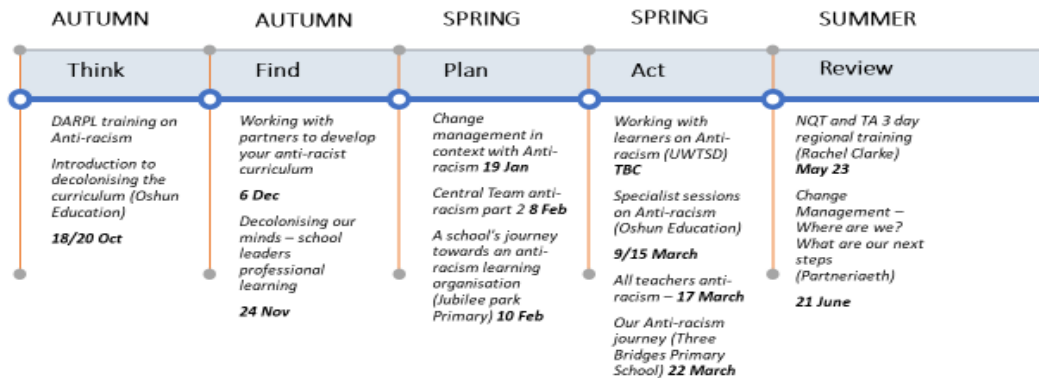 AUTUMN
AUTUMN
SPRING
SPRING
SUMMER
Think
Find
Plan
Act
Review
DARPL training on
Anti-racism
Introduction to
decolonising the
curriculum (Oshun
Education)
18/20 Oct
Working with
partners to develop
your anti-racist
curriculum
6 Dec
Decolonising our
minds – school
leaders
professional
learning
24 Nov
Change
management in
context with Anti-
racism 19 Jan
Central Team anti-
racism part 2 8 Feb
A school's journey
towards an anti-
racism learning
organisation
(Jubilee park
Primary) 10 Feb
Working with
learners on Anti-
racism (UWTSD)
TBC
Specialist sessions
on Anti-racism
(Oshun Education)
9/15 March
All teachers anti-
racism – 17 March
Our Anti-racism
journey (Three
Bridges Primary
School) 22 March
NQT and TA 3 day
regional training
(Rachel Clarke)
May 23
Change
Management –
Where are we?
What are our next
steps
(Partneriaeth)
21 June